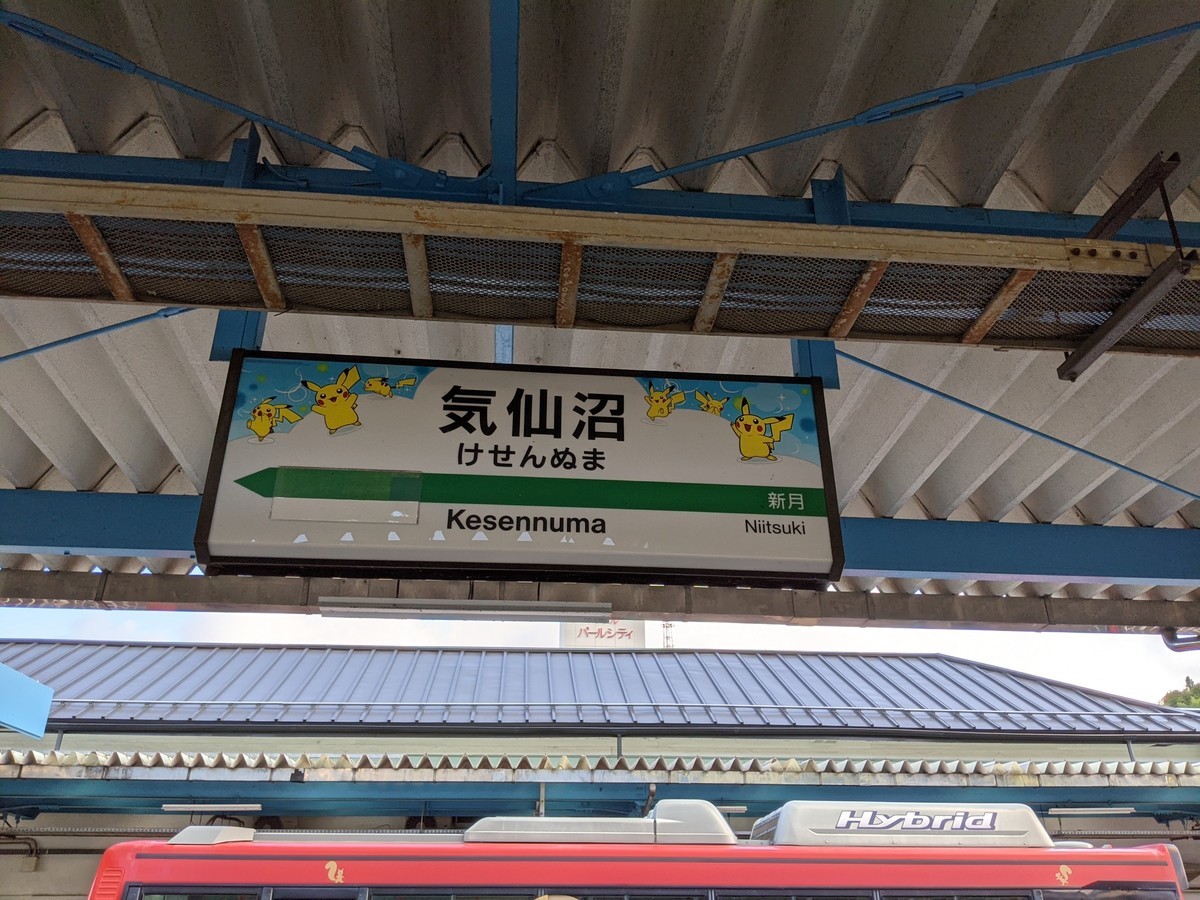 気仙沼
けせんぬま
新月
Kesennuma
Niitsuki
パールシティ
Hybrid